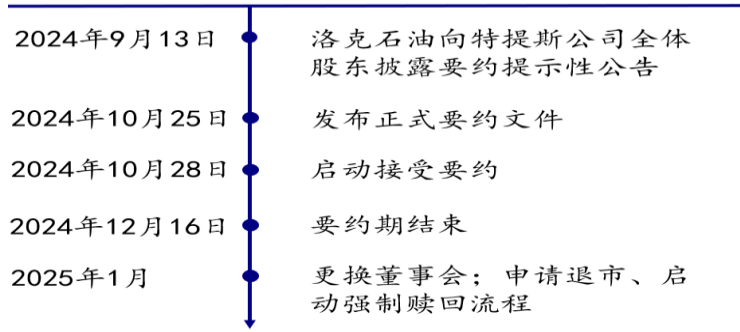 2024年9月13日
洛克石油向特提斯公司全体
股东披露要约提示性公告
2024年10月25日
发布正式要约文件
2024年10月28日
启动接受要约
2024年12月16日
要约期结束
2025年1月
更换董事会；申请退市、启
动强制赎回流程